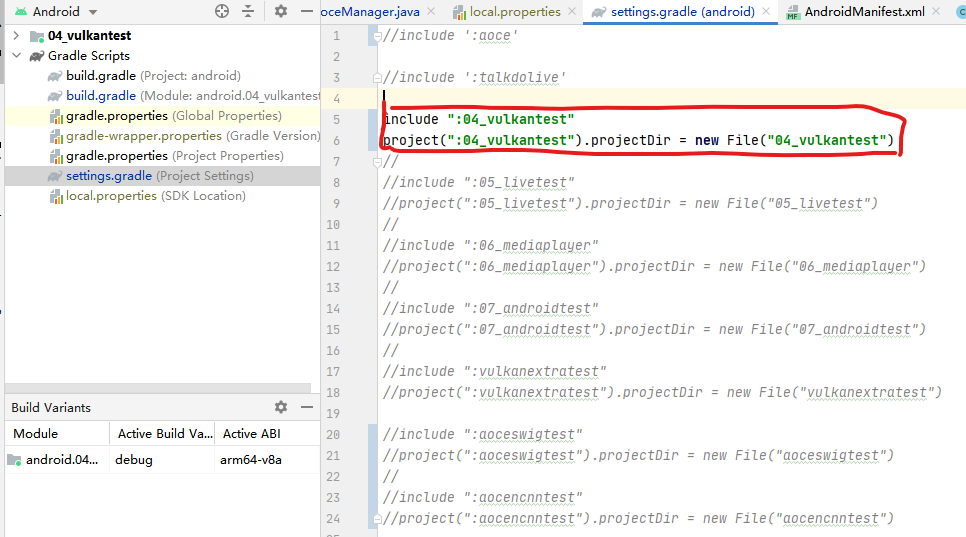 Android
oceManager.java
local.properties
settings.gradle (android)
AndroidManifest.xml
04_vulkantest
Gradle Scripts
build.gradle (Project: android)
build.gradle (Module: android.04_vulkantest
gradle.properties (Global Properties)
gradle-wrapper.properties (Gradle Version)
gradle.properties (Project Properties)
settings.gradle (Project Settings)
local.properties (SDK Location)
Build Variants
Module Active Build Va... Active ABI
android.04... debug arm64-v8a
1 //include ':aoce'
2
3 //include ':talkdolive'
4
5 include ":04_vulkantest"
6 project(":04_vulkantest").projectDir = new File("04_vulkantest")
7 //
8 //include ":05_livetest"
9 //project(":05_livetest").projectDir = new File("05_livetest")
10 //
11 //include ":06_mediaplayer"
12 //project(":06_mediaplayer").projectDir = new File("06_mediaplayer")
13 //
14 //include ":07_androidtest"
15 //project(":07_androidtest").projectDir = new File("07_androidtest")
16 //
17 //include ":vulkanextratest"
18 //project(":vulkanextratest").projectDir = new File("vulkanextratest")
19
20 //include ":aoceswigtest"
21 //project(":aoceswigtest").projectDir = new File("aoceswigtest")
22 //
23 //include ":aocencnntest"
24 //project(":aocencnntest").projectDir = new File("aocencnntest")